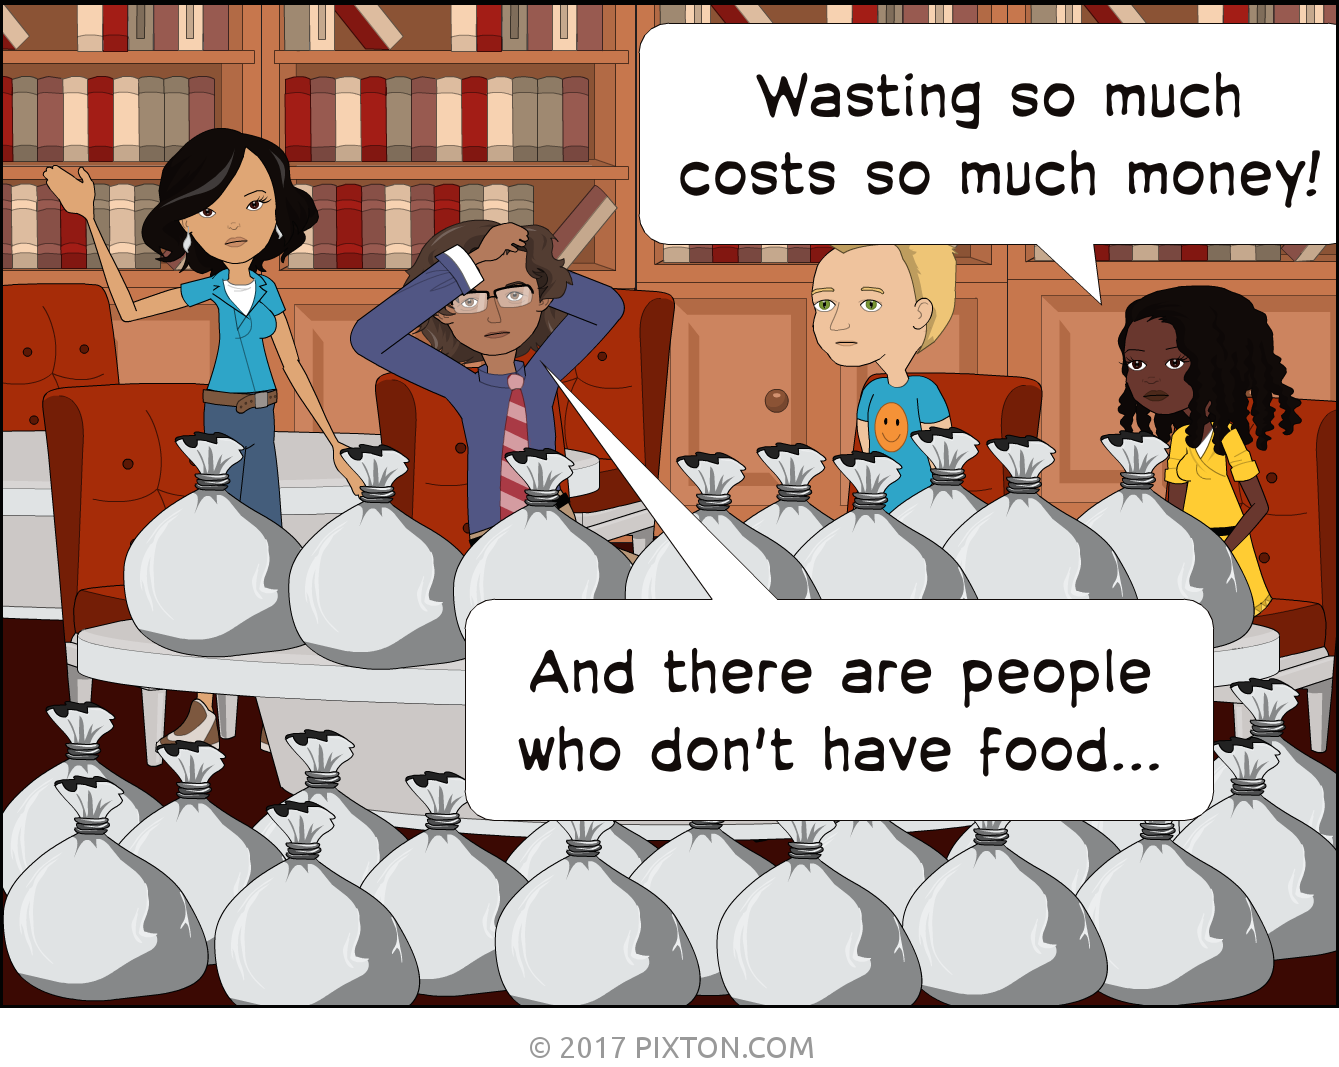 Wasting so much
costs so much money!
And there are people
who don't have food...
© 2017 PIXTON.COM